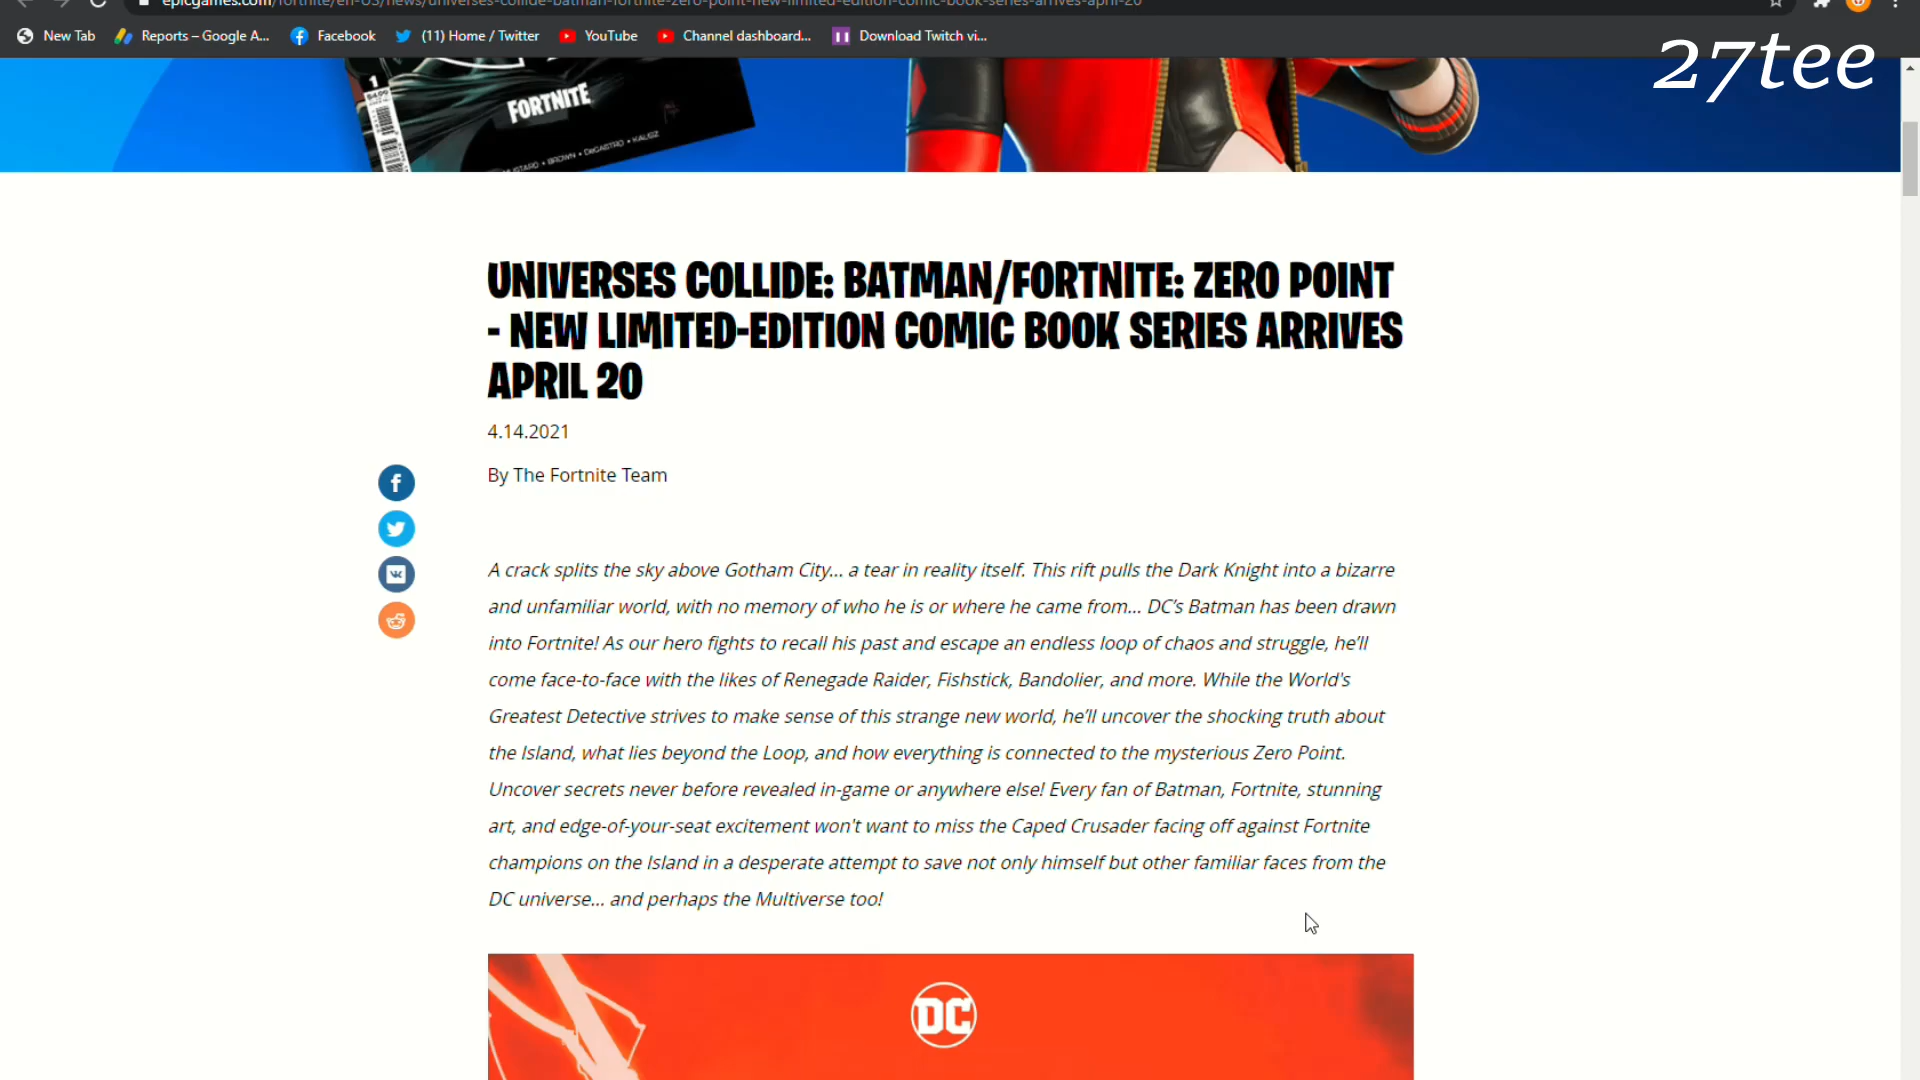 epicgames.com/fortnite/en-US/news/universes-collide-batman-fortnite-zero-point-new-limited-edition-comic-book-series-arrives-april-20
New Tab Reports – Google A... Facebook (11) Home / Twitter YouTube Channel dashboard... Download Twitch vi...
27tee
1
FORTNITE
• BROWN • DeCASTRO • KALISZ
UNIVERSES COLLIDE: BATMAN/FORTNITE: ZERO POINT
- NEW LIMITED-EDITION COMIC BOOK SERIES ARRIVES
APRIL 20
4.14.2021
By The Fortnite Team
A crack splits the sky above Gotham City... a tear in reality itself. This rift pulls the Dark Knight into a bizarre
and unfamiliar world, with no memory of who he is or where he came from... DC’s Batman has been drawn
into Fortnite! As our hero fights to recall his past and escape an endless loop of chaos and struggle, he’ll
come face-to-face with the likes of Renegade Raider, Fishstick, Bandolier, and more. While the World's
Greatest Detective strives to make sense of this strange new world, he’ll uncover the shocking truth about
the Island, what lies beyond the Loop, and how everything is connected to the mysterious Zero Point.
Uncover secrets never before revealed in-game or anywhere else! Every fan of Batman, Fortnite, stunning
art, and edge-of-your-seat excitement won't want to miss the Caped Crusader facing off against Fortnite
champions on the Island in a desperate attempt to save not only himself but other familiar faces from the
DC universe... and perhaps the Multiverse too!
DC